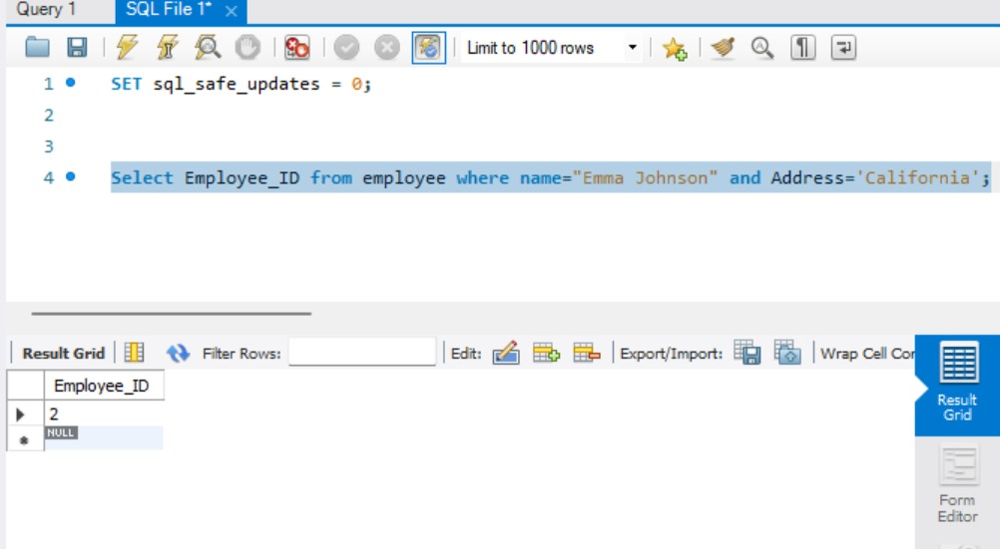 Query 1 SQL File 1*
Limit to 1000 rows
1 SET sql_safe_updates = 0;
2
3
4 Select Employee_ID from employee where name="Emma Johnson" and Address='California';
Result Grid Filter Rows: Edit: Export/Import: Wrap Cell Cor
Employee_ID
2
NULL
Result
Grid
Form
Editor